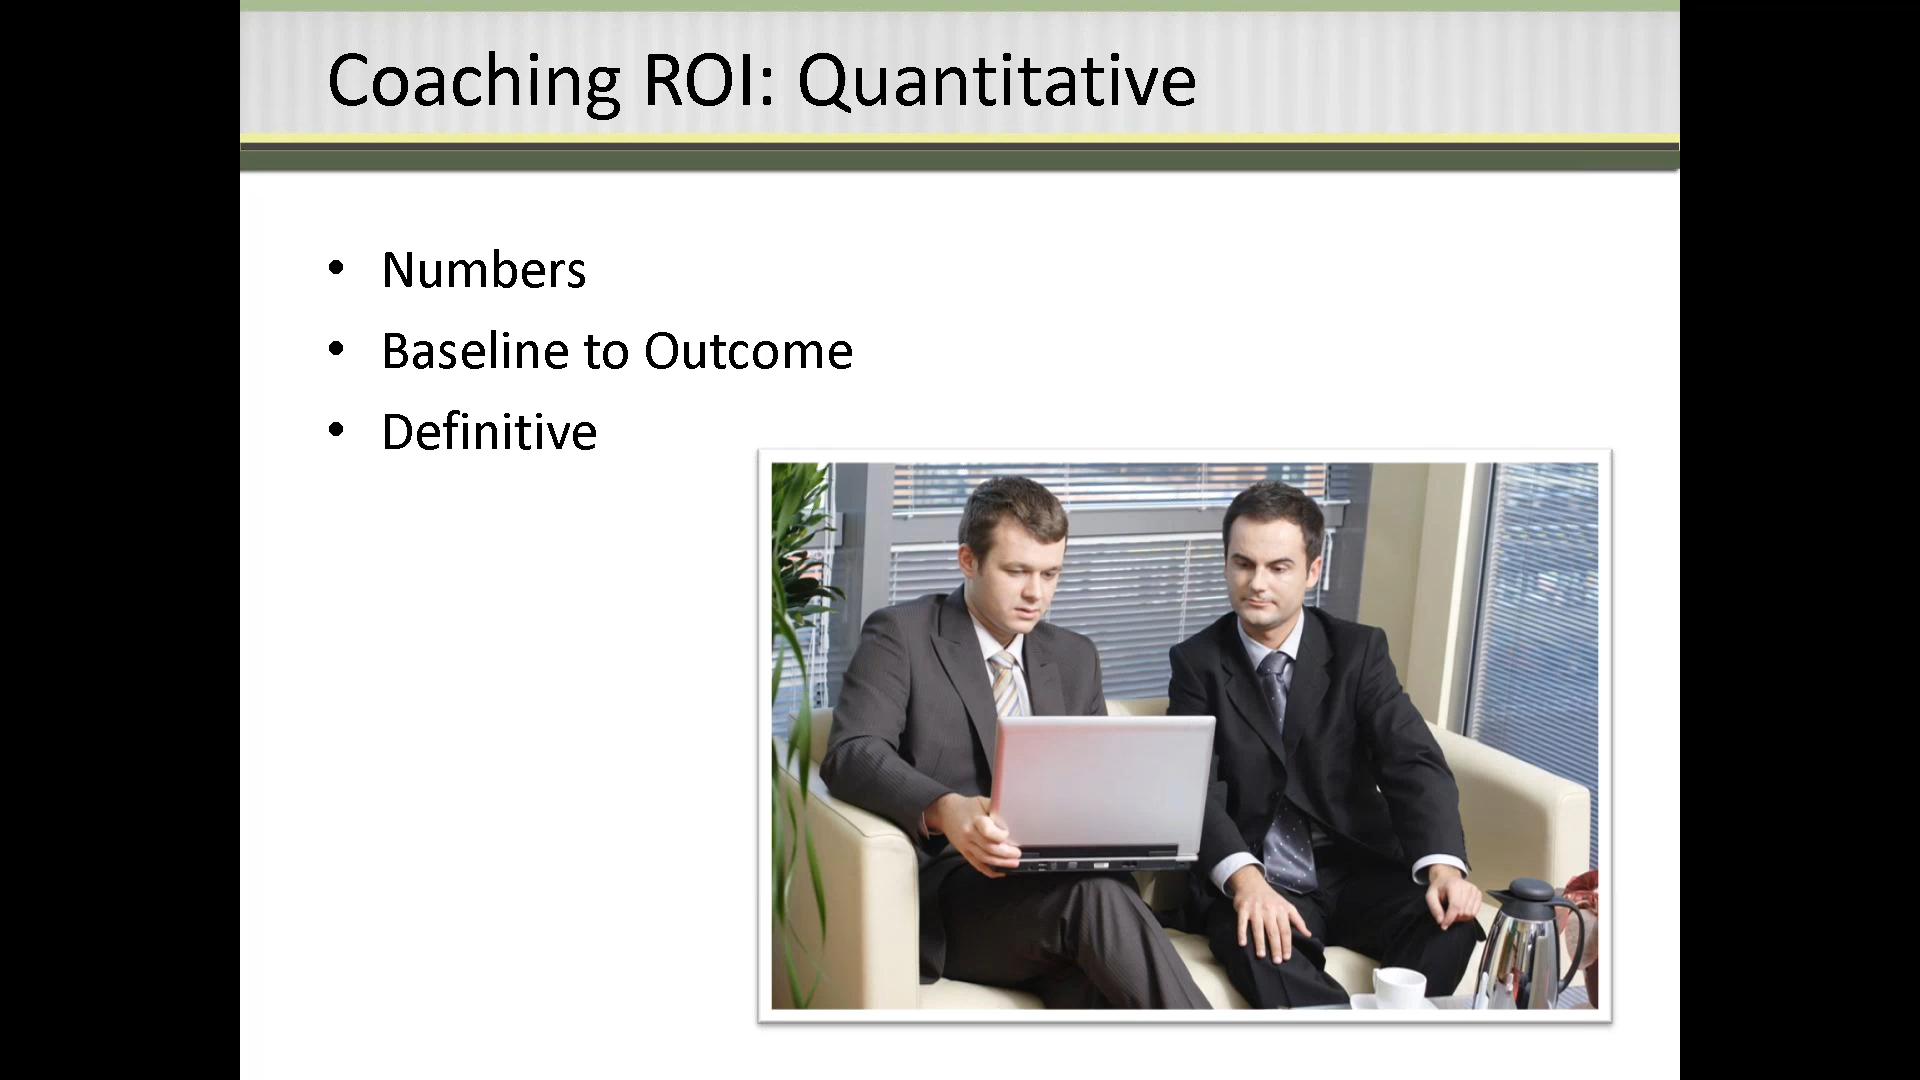 Coaching ROI: Quantitative
• Numbers
• Baseline to Outcome
• Definitive